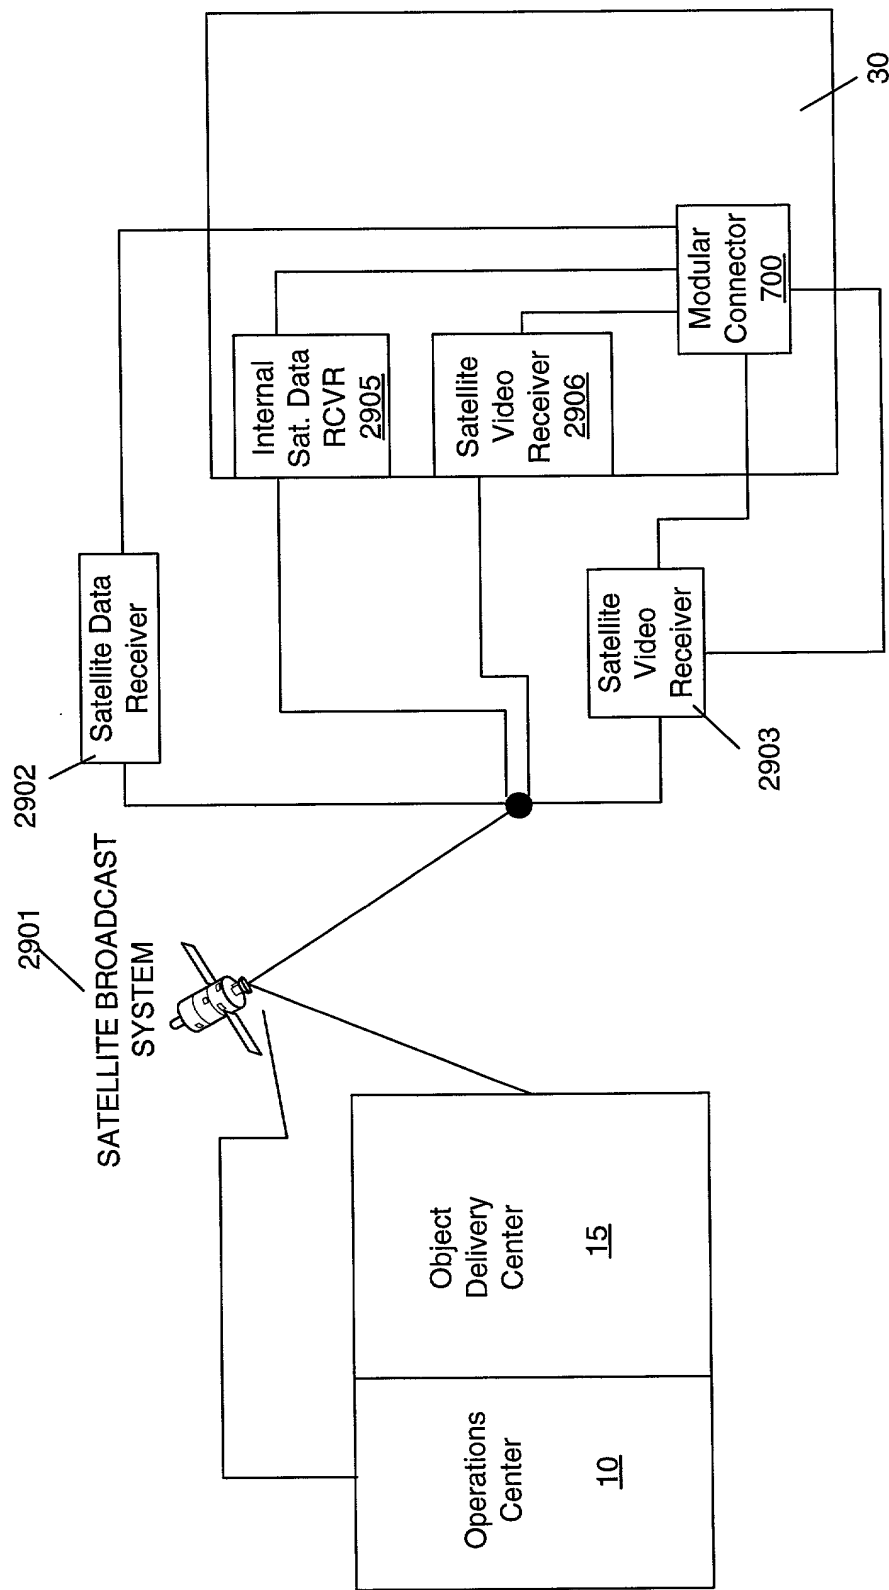 2901
SATELLITE BROADCAST
SYSTEM
2902
Satellite Data
Receiver
Internal
Sat. Data
RCVR
2905
Satellite
Video
Receiver
2906
Satellite
Video
Receiver
2903
Modular
Connector
700
30
Operations
Center
10
Object
Delivery
Center
15